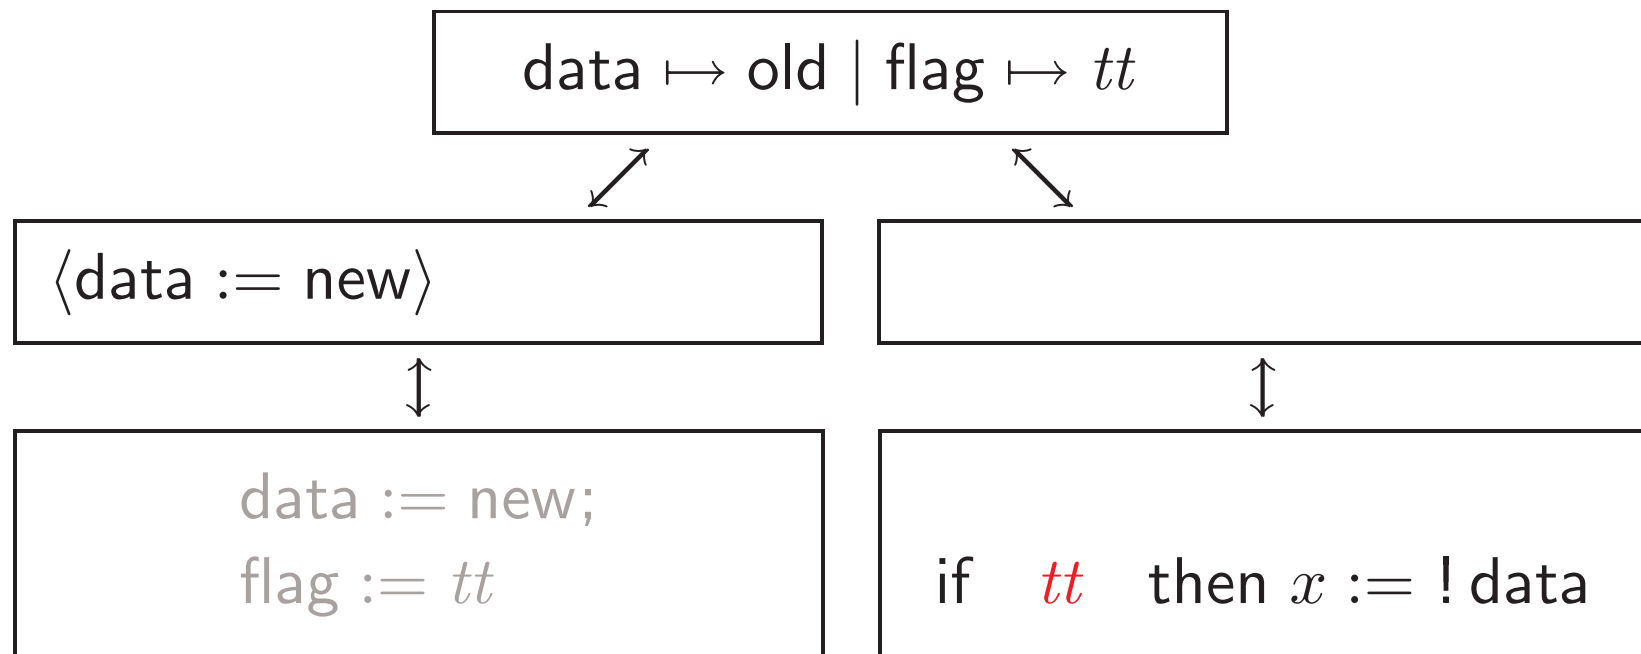 data ↦ old | flag ↦ tt
⟨data := new⟩
data := new;
flag := tt
if tt then x := ! data